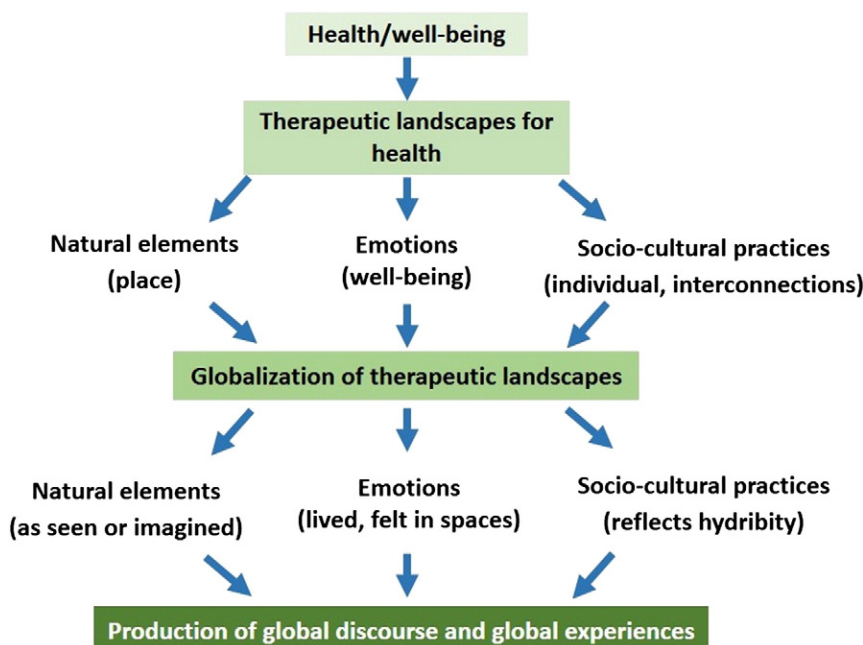 Health/well-being
Therapeutic landscapes for
health
Natural elements
(place)
Emotions
(well-being)
Socio-cultural practices
(individual, interconnections)
Globalization of therapeutic landscapes
Natural elements
(as seen or imagined)
Emotions
(lived, felt in spaces)
Socio-cultural practices
(reflects hydribity)
Production of global discourse and global experiences